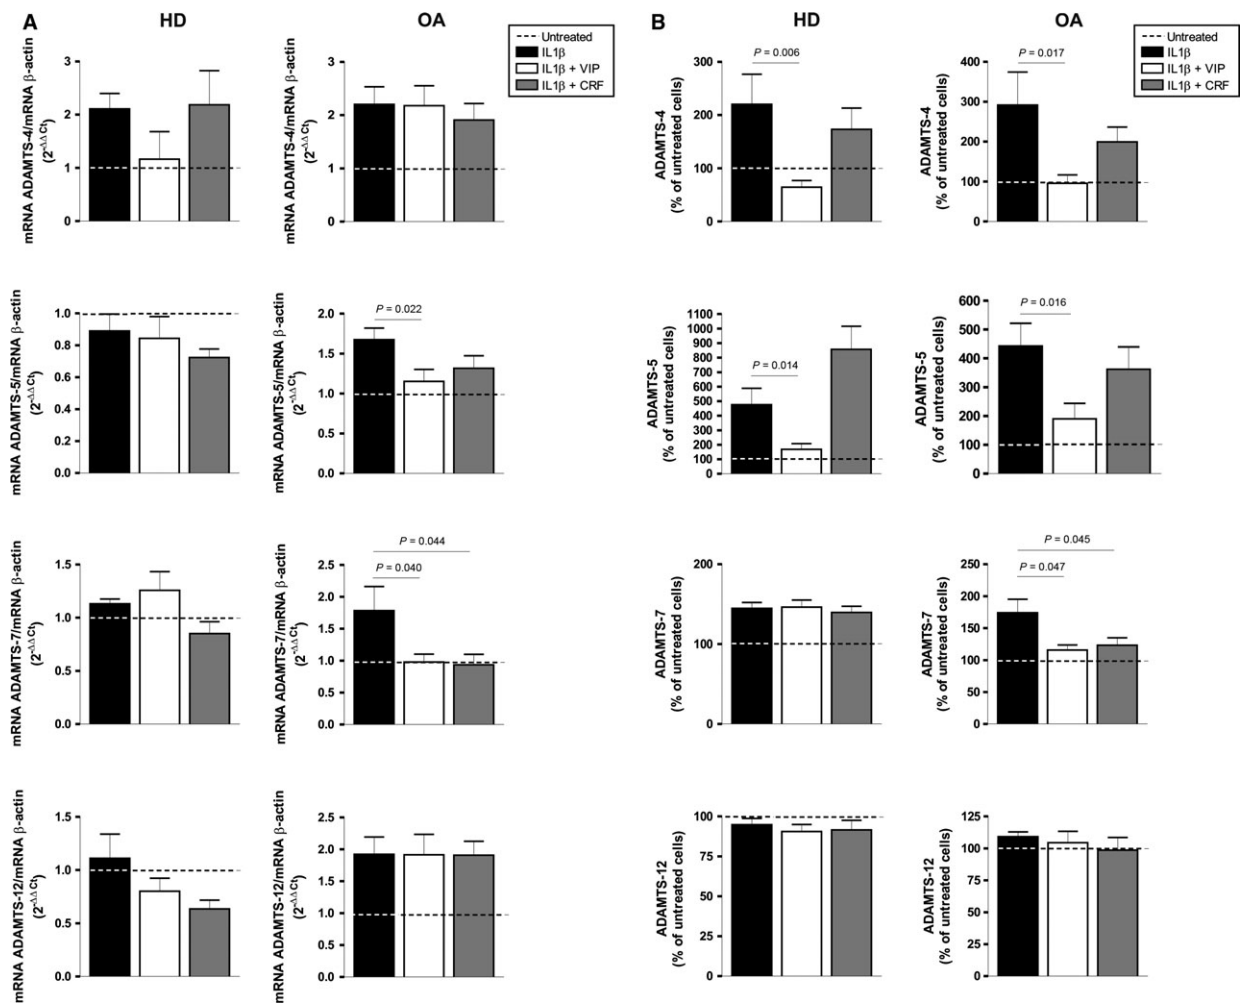 A
HD
OA
Untreated
IL1β
IL1β + VIP
IL1β + CRF
mRNA ADAMTS-4/mRNA β-actin
(2-ΔΔCt)
3
2
1
0
mRNA ADAMTS-4/mRNA β-actin
(2-ΔΔCt)
3
2
1
0
mRNA ADAMTS-5/mRNA β-actin
(2-ΔΔCt)
1.0
0.8
0.6
0.4
0.2
0.0
mRNA ADAMTS-5/mRNA β-actin
(2-ΔΔCt)
2.0
1.5
1.0
0.5
0.0
P = 0.022
mRNA ADAMTS-7/mRNA β-actin
(2-ΔΔCt)
1.5
1.0
0.5
0.0
mRNA ADAMTS-7/mRNA β-actin
(2-ΔΔCt)
2.5
2.0
1.5
1.0
0.5
0.0
P = 0.044
P = 0.040
mRNA ADAMTS-12/mRNA β-actin
(2-ΔΔCt)
1.5
1.0
0.5
0.0
mRNA ADAMTS-12/mRNA β-actin
(2-ΔΔCt)
2.5
2.0
1.5
1.0
0.5
0.0
B
HD
OA
Untreated
IL1β
IL1β + VIP
IL1β + CRF
ADAMTS-4
(% of untreated cells)
300
200
100
0
P = 0.006
ADAMTS-4
(% of untreated cells)
400
300
200
100
0
P = 0.017
ADAMTS-5
(% of untreated cells)
1100
1000
900
800
700
600
500
400
300
200
100
0
P = 0.014
ADAMTS-5
(% of untreated cells)
600
500
400
300
200
100
0
P = 0.016
ADAMTS-7
(% of untreated cells)
200
150
100
50
0
ADAMTS-7
(% of untreated cells)
250
200
150
100
50
0
P = 0.045
P = 0.047
ADAMTS-12
(% of untreated cells)
100
75
50
25
0
ADAMTS-12
(% of untreated cells)
125
100
75
50
25
0